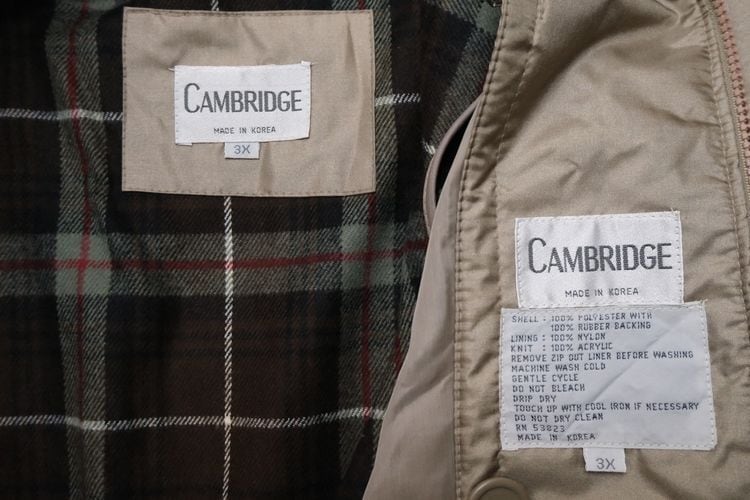 CAMBRIDGE
MADE IN KOREA
3X
CAMBRIDGE
MADE IN KOREA
SHELL : 100% POLYESTER WITH
100% RUBBER BACKING
LINING : 100% NYLON
KNIT : 100% ACRYLIC
REMOVE ZIP OUT LINER BEFORE WASHING
MACHINE WASH COLD
GENTLE CYCLE
DO NOT BLEACH
DRIP DRY
TOUCH UP WITH COOL IRON IF NECESSARY
DO NOT DRY CLEAN
RN 53823
MADE IN KOREA
3X